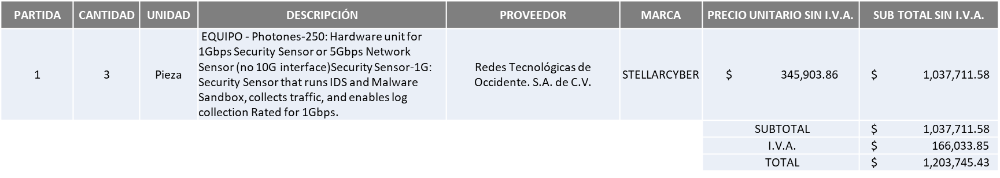 PARTIDA CANTIDAD UNIDAD DESCRIPCIÓN PROVEEDOR MARCA PRECIO UNITARIO SIN I.V.A. SUB TOTAL SIN I.V.A.
1 3 Pieza
EQUIPO - Photones-250: Hardware unit for
1Gbps Security Sensor or 5Gbps Network
Sensor (no 10G interface)Security Sensor-1G:
Security Sensor that runs IDS and Malware
Sandbox, collects traffic, and enables log
collection Rated for 1Gbps.
Redes Tecnológicas de
Occidente. S.A. de C.V.
STELLARCYBER $ 345,903.86 $ 1,037,711.58
SUBTOTAL $ 1,037,711.58
I.V.A. $ 166,033.85
TOTAL $ 1,203,745.43